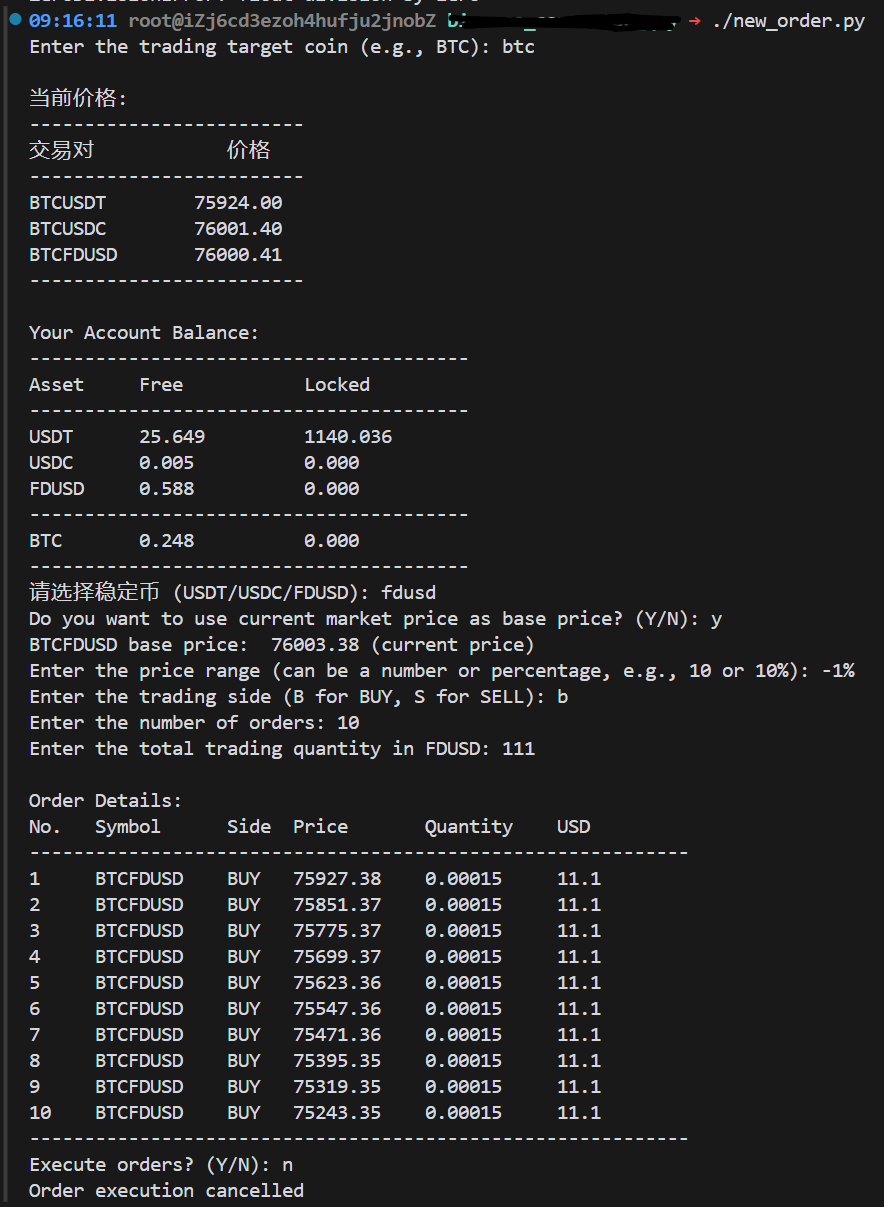 09:16:11 root@iZj6cd3ezoh4hufju2jnobZ → ./new_order.py
Enter the trading target coin (e.g., BTC): btc
当前价格:
-------------------------
交易对 价格
-------------------------
BTCUSDT 75924.00
BTCUSDC 76001.40
BTCFDUSD 76000.41
-------------------------
Your Account Balance:
----------------------------------------
Asset Free Locked
----------------------------------------
USDT 25.649 1140.036
USDC 0.005 0.000
FDUSD 0.588 0.000
----------------------------------------
BTC 0.248 0.000
----------------------------------------
请选择稳定币 (USDT/USDC/FDUSD): fdusd
Do you want to use current market price as base price? (Y/N): y
BTCFDUSD base price:  76003.38 (current price)
Enter the price range (can be a number or percentage, e.g., 10 or 10%): -1%
Enter the trading side (B for BUY, S for SELL): b
Enter the number of orders: 10
Enter the total trading quantity in FDUSD: 111
Order Details:
No. Symbol Side Price Quantity USD
------------------------------------------------------------
1 BTCFDUSD BUY 75927.38 0.00015 11.1
2 BTCFDUSD BUY 75851.37 0.00015 11.1
3 BTCFDUSD BUY 75775.37 0.00015 11.1
4 BTCFDUSD BUY 75699.37 0.00015 11.1
5 BTCFDUSD BUY 75623.36 0.00015 11.1
6 BTCFDUSD BUY 75547.36 0.00015 11.1
7 BTCFDUSD BUY 75471.36 0.00015 11.1
8 BTCFDUSD BUY 75395.35 0.00015 11.1
9 BTCFDUSD BUY 75319.35 0.00015 11.1
10 BTCFDUSD BUY 75243.35 0.00015 11.1
------------------------------------------------------------
Execute orders? (Y/N): n
Order execution cancelled